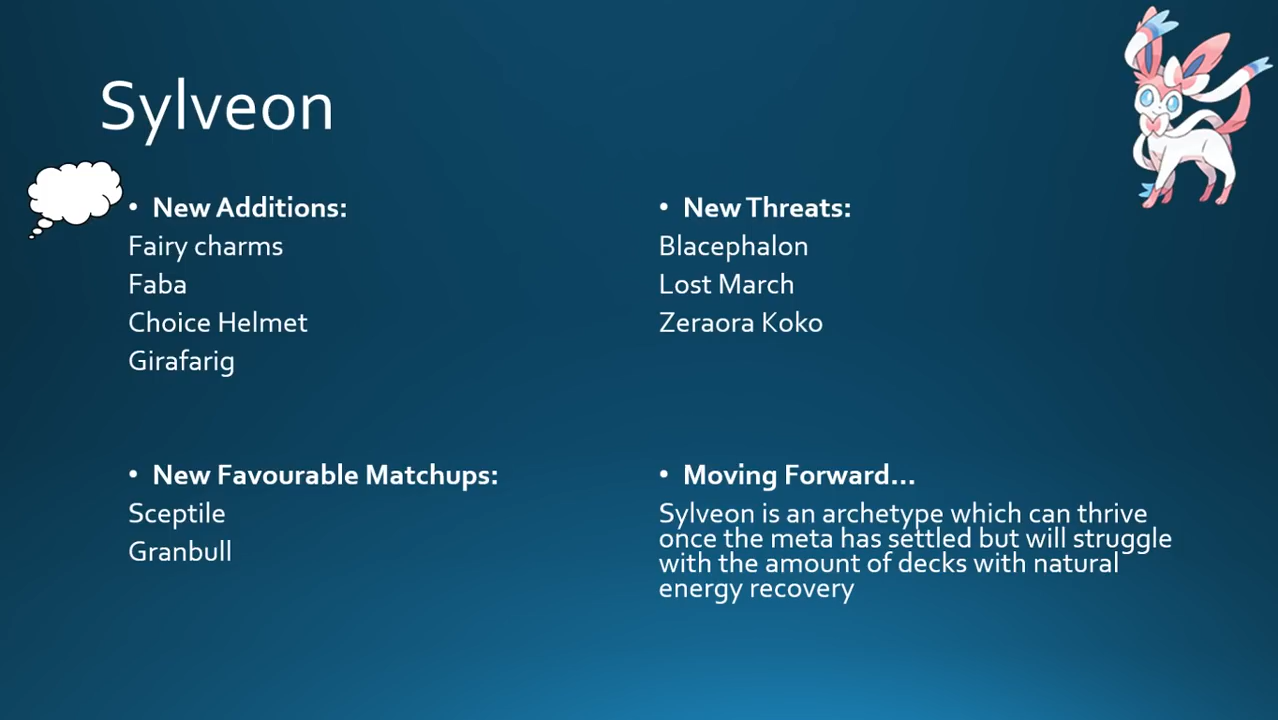 Sylveon
• New Additions:
Fairy charms
Faba
Choice Helmet
Girafarig
• New Threats:
Blacephalon
Lost March
Zeraora Koko
• New Favourable Matchups:
Sceptile
Granbull
• Moving Forward...
Sylveon is an archetype which can thrive
once the meta has settled but will struggle
with the amount of decks with natural
energy recovery